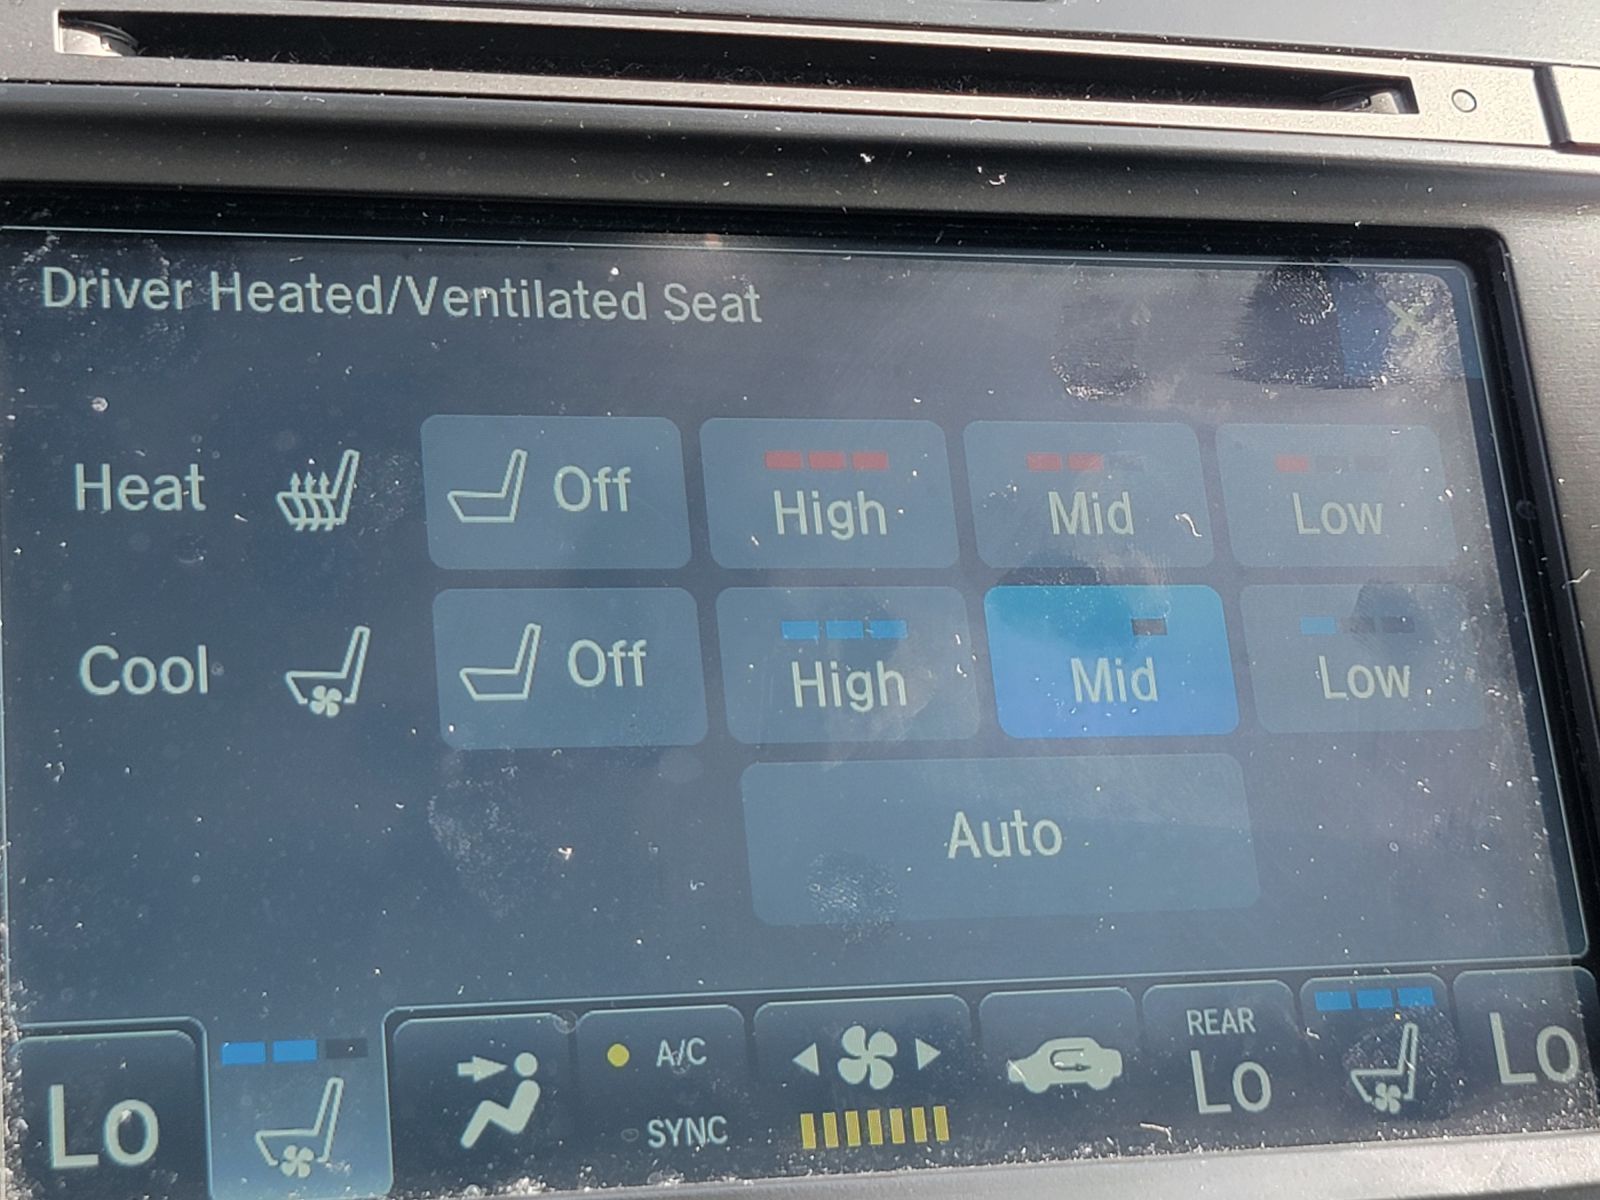 Driver Heated/Ventilated Seat
×
Heat Off High Mid Low
Cool Off High Mid Low
Auto
Lo A/C REAR Lo
SYNC Lo